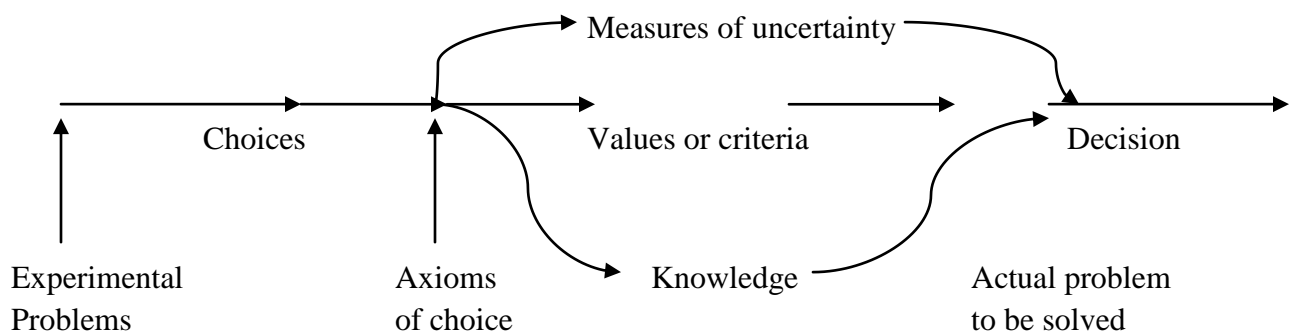 Measures of uncertainty
Choices
Values or criteria
Decision
Experimental
Problems
Axioms
of choice
Knowledge
Actual problem
to be solved